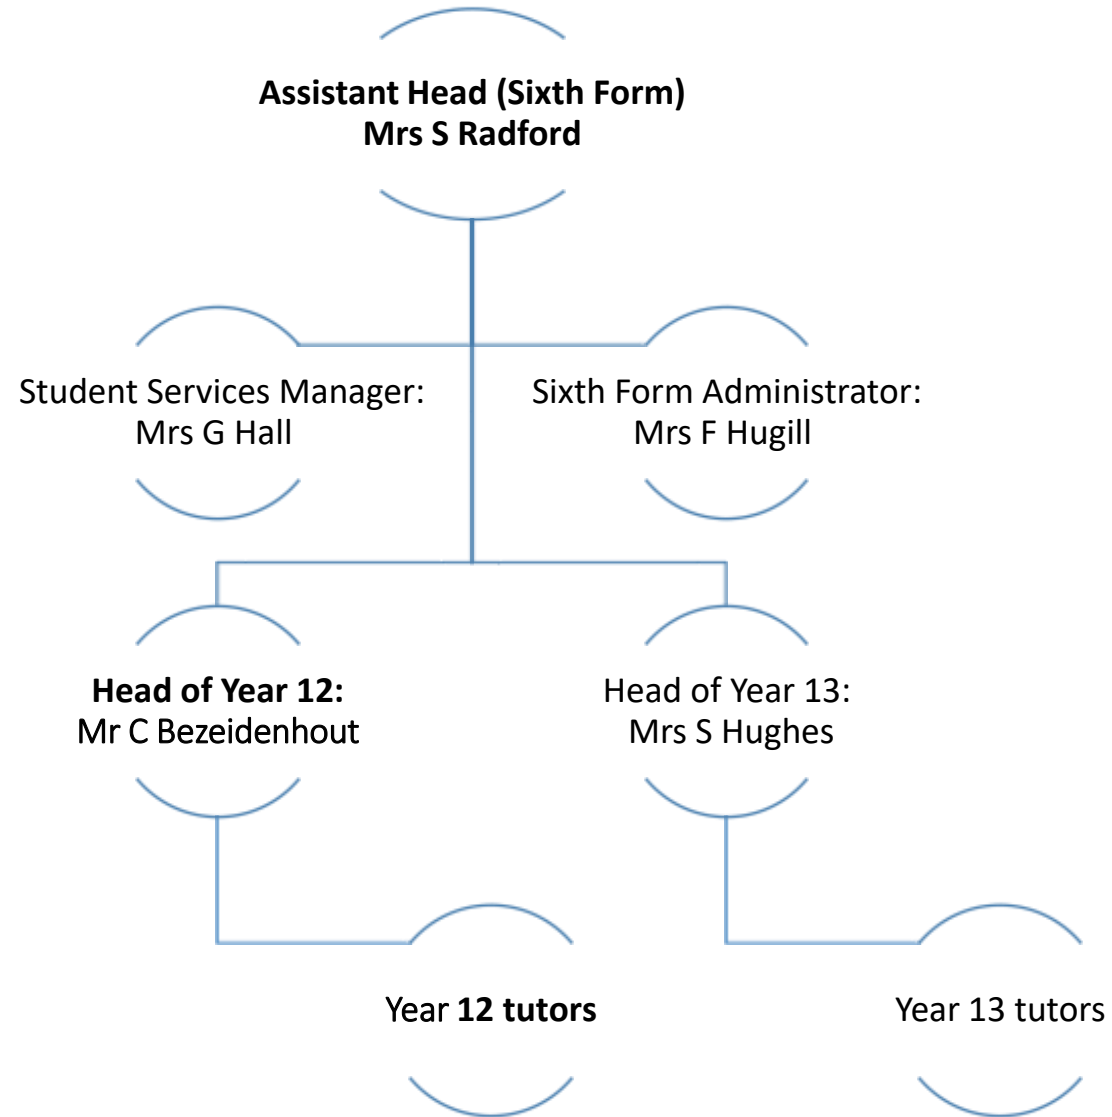 Assistant Head (Sixth Form)
Mrs S Radford
Student Services Manager:
Mrs G Hall
Sixth Form Administrator:
Mrs F Hugill
Head of Year 12:
Mr C Bezeidenhout
Head of Year 13:
Mrs S Hughes
Year 12 tutors
Year 13 tutors